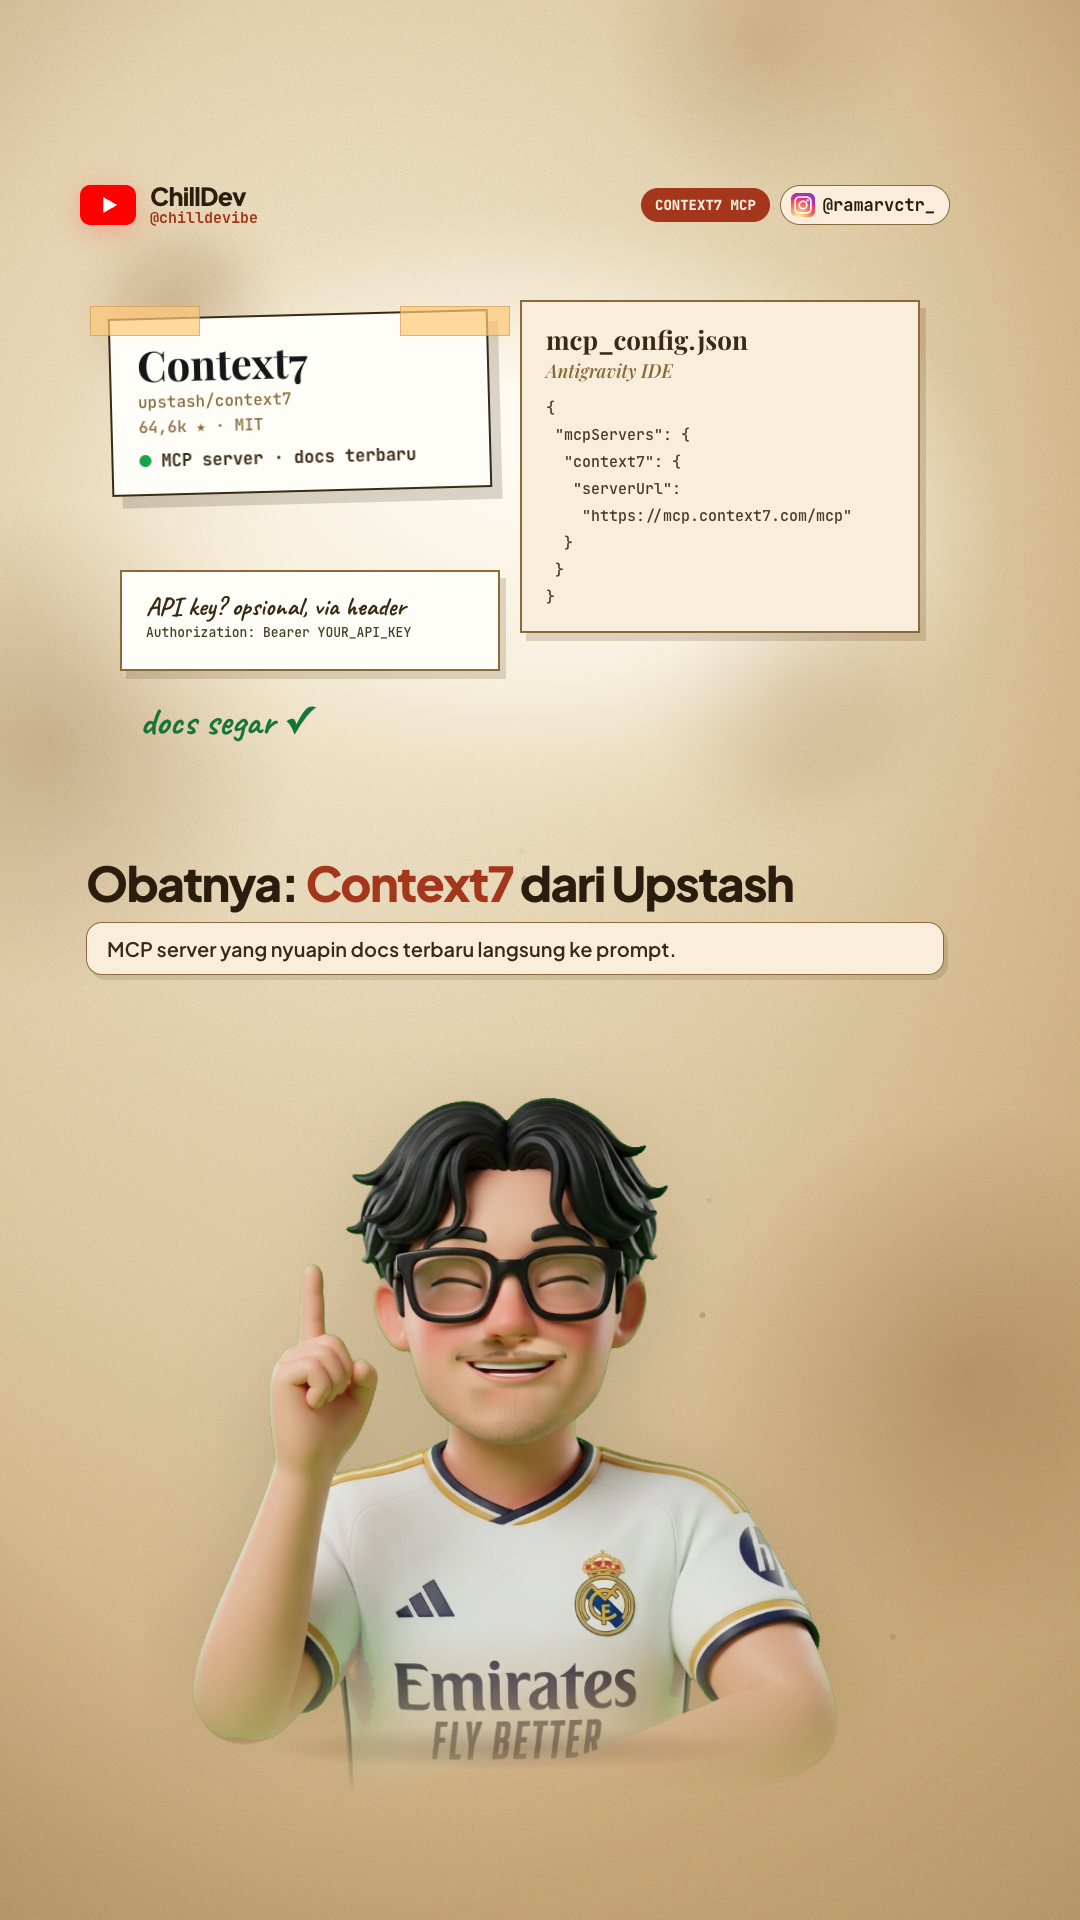 ChillDev
@chilldevibe
CONTEXT7 MCP
@ramarvctr_
Context7
upstash/context7
64,6k ★ · MIT
MCP server · docs terbaru
mcp_config.json
Antigravity IDE
{
"mcpServers": {
"context7": {
"serverUrl":
"https://mcp.context7.com/mcp"
}
}
}
API key? opsional, via header
Authorization: Bearer YOUR_API_KEY
docs segar ✓
Obatnya: Context7 dari Upstash
MCP server yang nyuapin docs terbaru langsung ke prompt.
h
Emirates
FLY BETTER